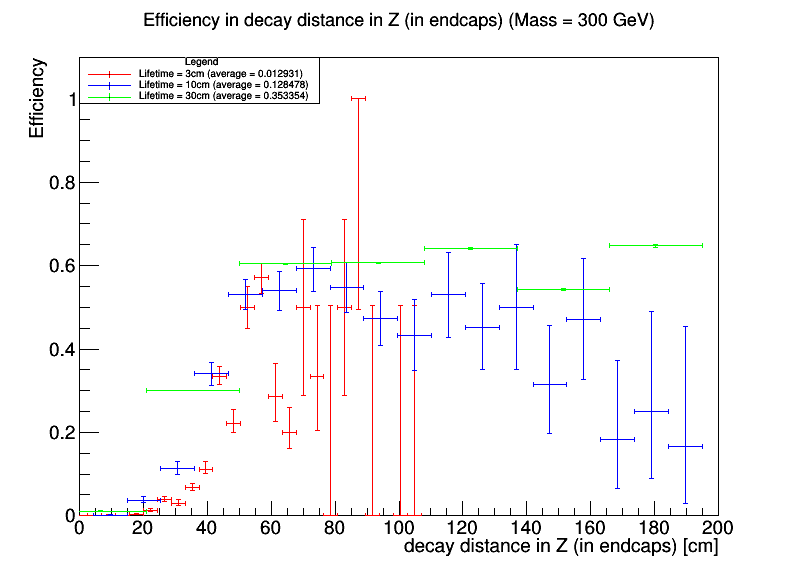 Efficiency in decay distance in Z (in endcaps) (Mass = 300 GeV)
Legend
Lifetime = 3cm (average = 0.012931)
Lifetime = 10cm (average = 0.128478)
Lifetime = 30cm (average = 0.353354)
Efficiency
1
0.8
0.6
0.4
0.2
0
0 20 40 60 80 100 120 140 160 180 200
decay distance in Z (in endcaps) [cm]